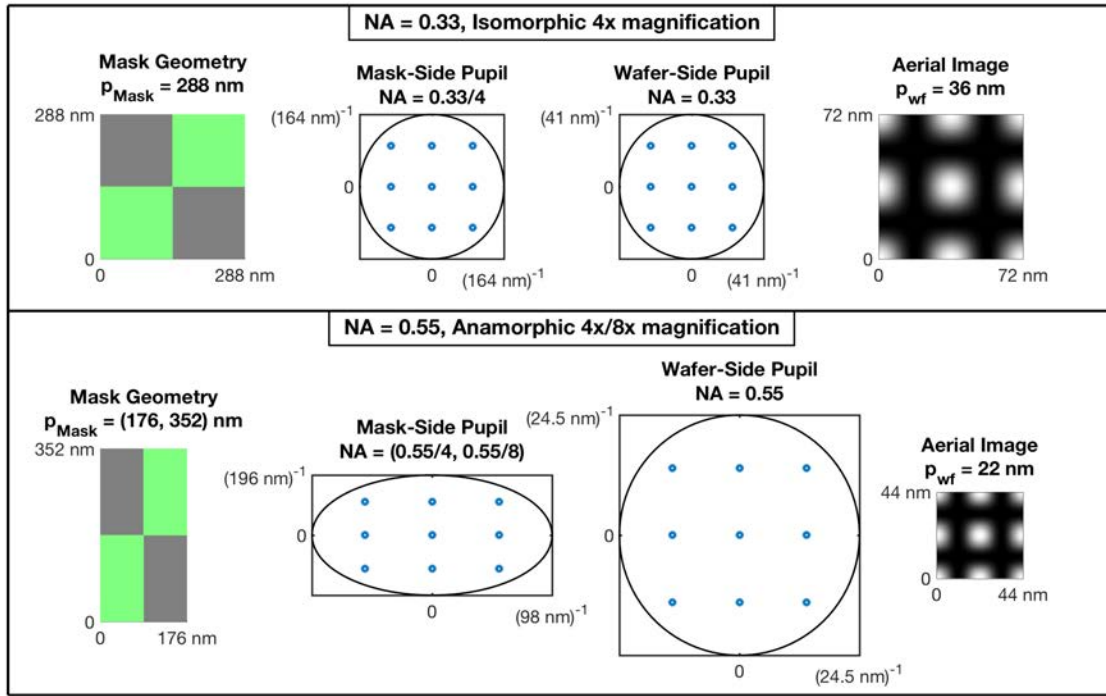 NA = 0.33, Isomorphic 4x magnification
Mask Geometry
p_Mask = 288 nm
288 nm
0
0
288 nm
Mask-Side Pupil
NA = 0.33/4
(164 nm)⁻¹
0
0
(164 nm)⁻¹
Wafer-Side Pupil
NA = 0.33
(41 nm)⁻¹
0
0
(41 nm)⁻¹
Aerial Image
p_wf = 36 nm
72 nm
0
0
72 nm
NA = 0.55, Anamorphic 4x/8x magnification
Mask Geometry
p_Mask = (176, 352) nm
352 nm
0
0
176 nm
Mask-Side Pupil
NA = (0.55/4, 0.55/8)
(196 nm)⁻¹
0
0
(98 nm)⁻¹
Wafer-Side Pupil
NA = 0.55
(24.5 nm)⁻¹
0
0
(24.5 nm)⁻¹
Aerial Image
p_wf = 22 nm
44 nm
0
0
44 nm